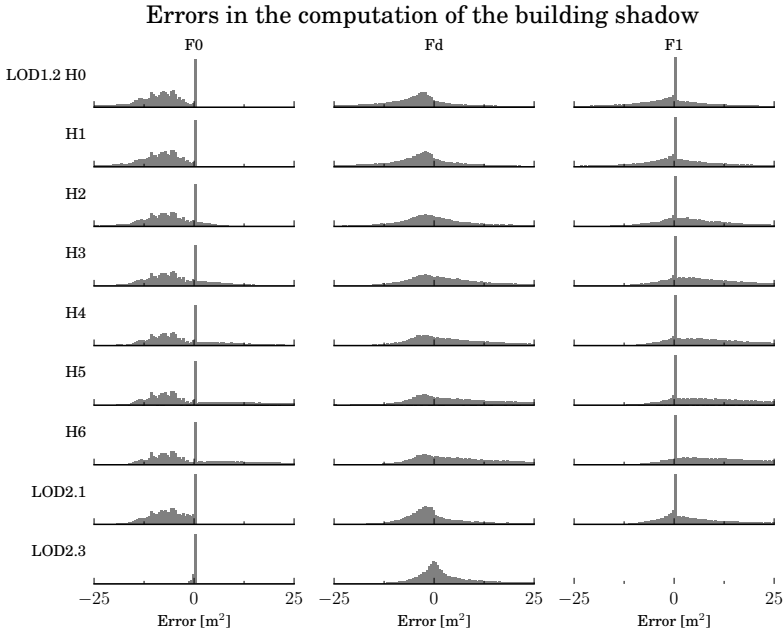 Errors in the computation of the building shadow
F0 Fd F1
LOD1.2 H0
H1
H2
H3
H4
H5
H6
LOD2.1
LOD2.3
−25 0 25 −25 0 25 −25 0 25
Error [m²] Error [m²] Error [m²]